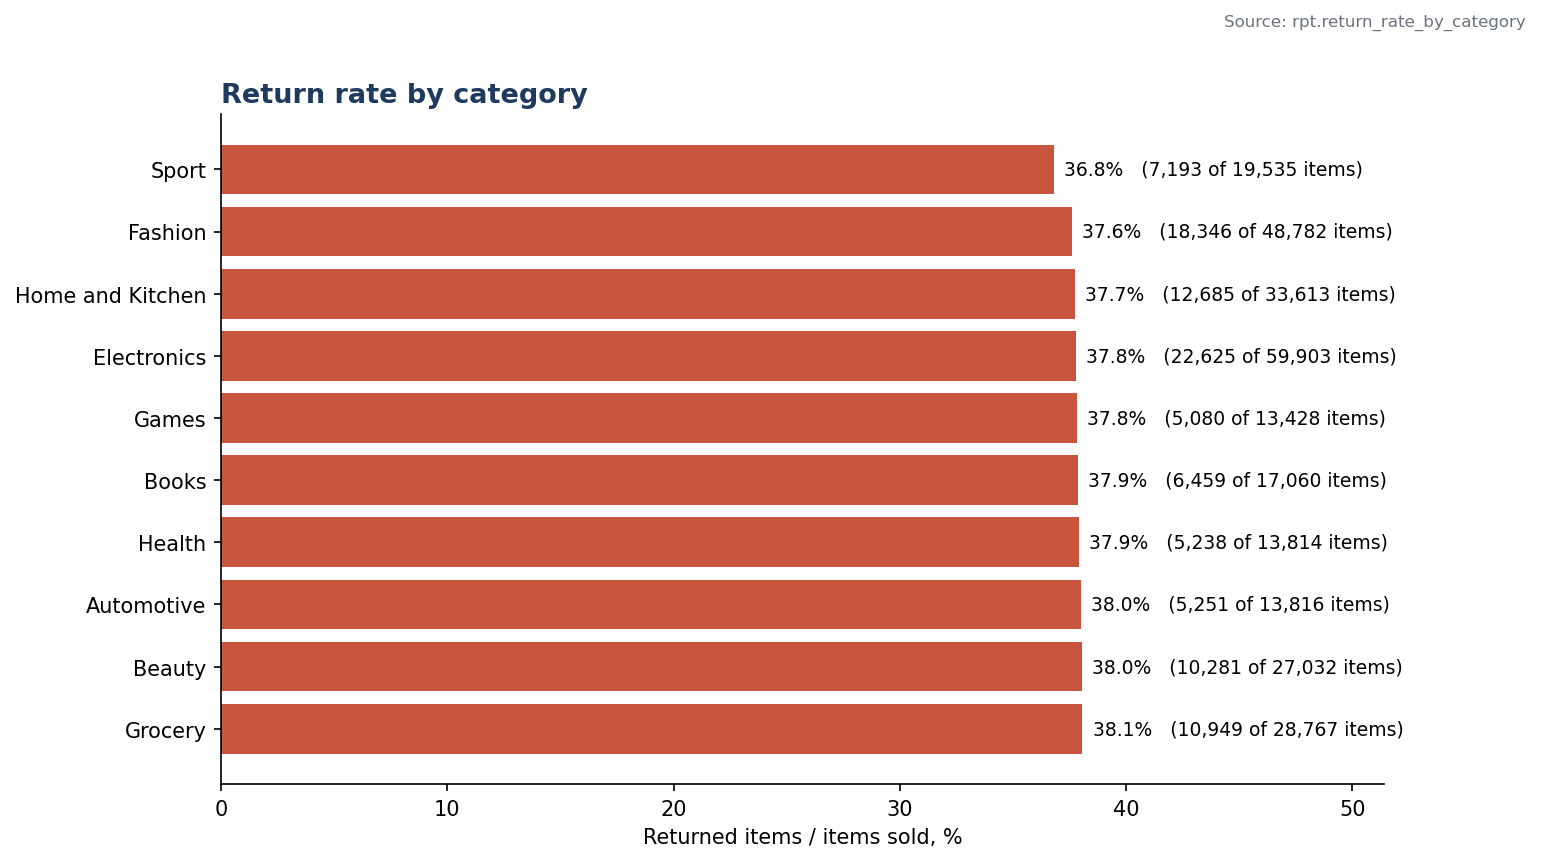 Source: rpt.return_rate_by_category
Return rate by category
Sport 36.8% (7,193 of 19,535 items)
Fashion 37.6% (18,346 of 48,782 items)
Home and Kitchen 37.7% (12,685 of 33,613 items)
Electronics 37.8% (22,625 of 59,903 items)
Games 37.8% (5,080 of 13,428 items)
Books 37.9% (6,459 of 17,060 items)
Health 37.9% (5,238 of 13,814 items)
Automotive 38.0% (5,251 of 13,816 items)
Beauty 38.0% (10,281 of 27,032 items)
Grocery 38.1% (10,949 of 28,767 items)
0 10 20 30 40 50
Returned items / items sold, %